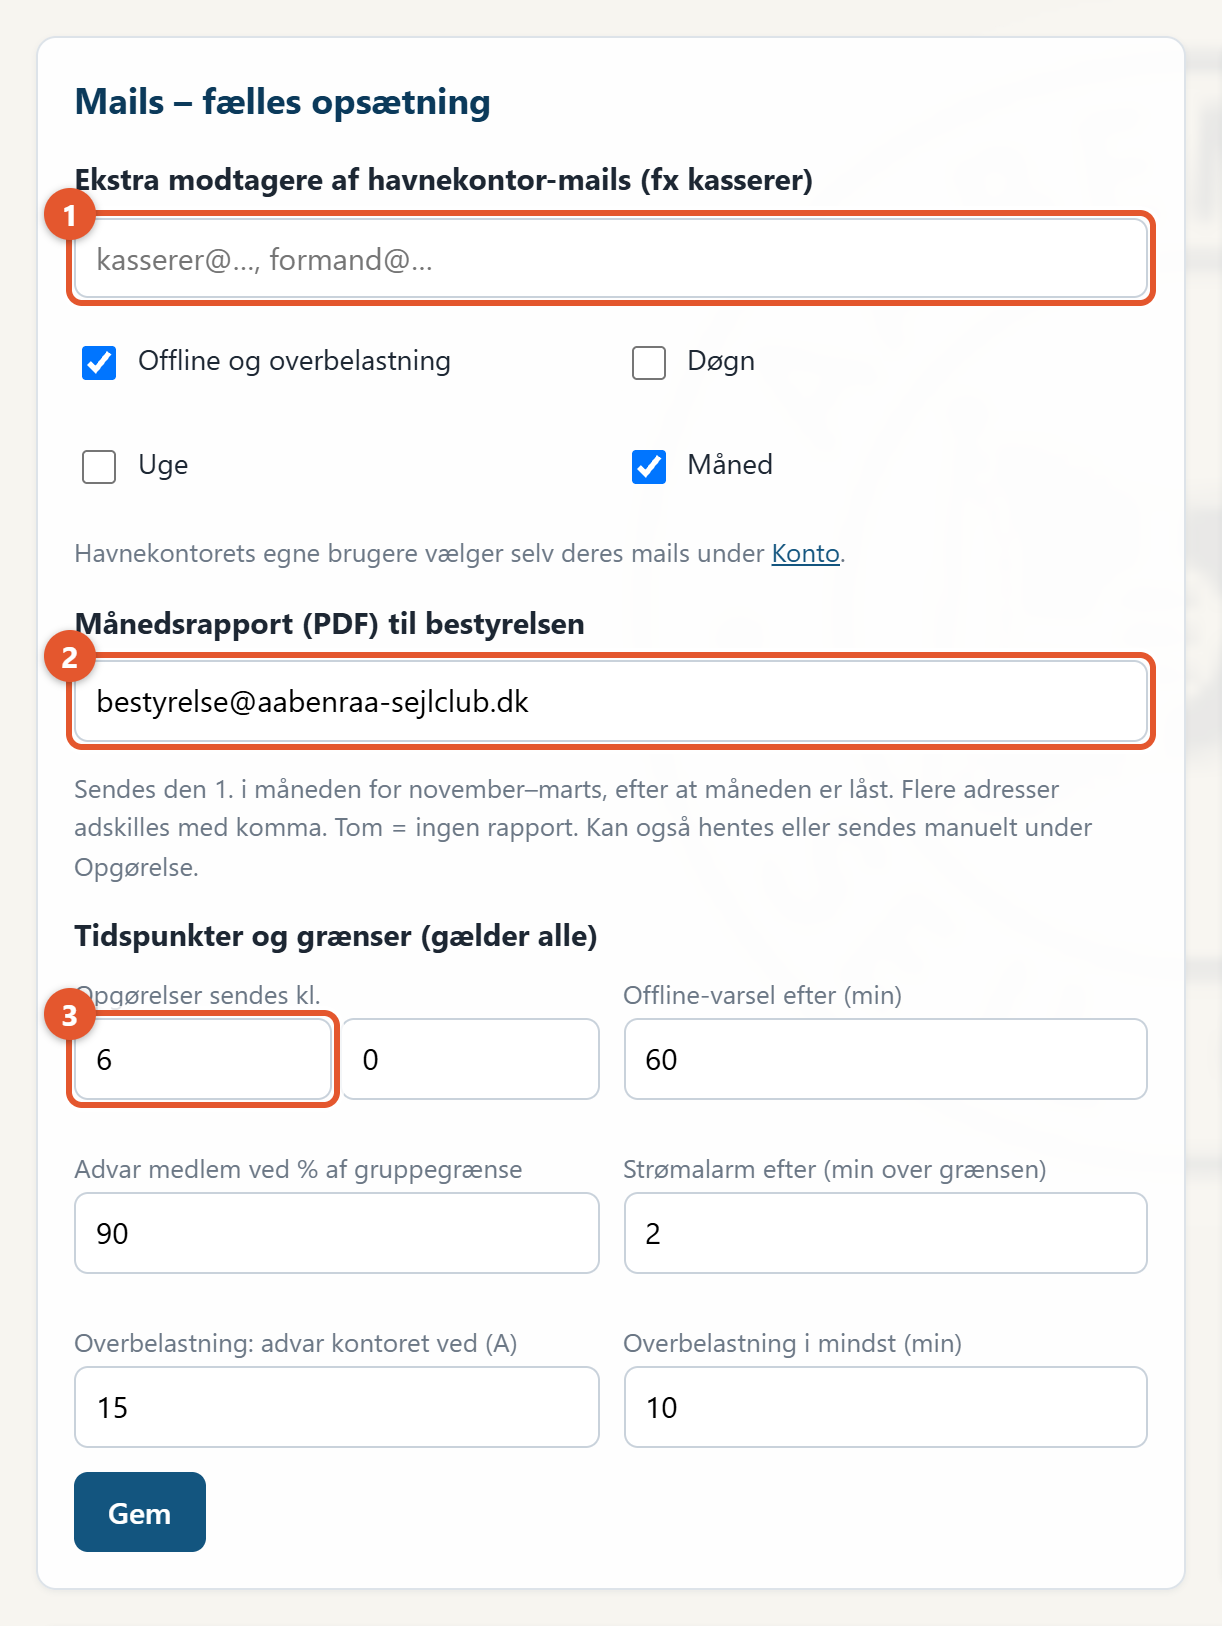 Mails – fælles opsætning
Ekstra modtagere af havnekontor-mails (fx kasserer)
1
kasserer@..., formand@...
Offline og overbelastning
Døgn
Uge
Måned
Havnekontorets egne brugere vælger selv deres mails under Konto.
Månedsrapport (PDF) til bestyrelsen
2
bestyrelse@aabenraa-sejlclub.dk
Sendes den 1. i måneden for november–marts, efter at måneden er låst. Flere adresser
adskilles med komma. Tom = ingen rapport. Kan også hentes eller sendes manuelt under
Opgørelse.
Tidspunkter og grænser (gælder alle)
Opgørelser sendes kl.
Offline-varsel efter (min)
3
6
0
60
Advar medlem ved % af gruppegrænse
Strømalarm efter (min over grænsen)
90
2
Overbelastning: advar kontoret ved (A)
Overbelastning i mindst (min)
15
10
Gem